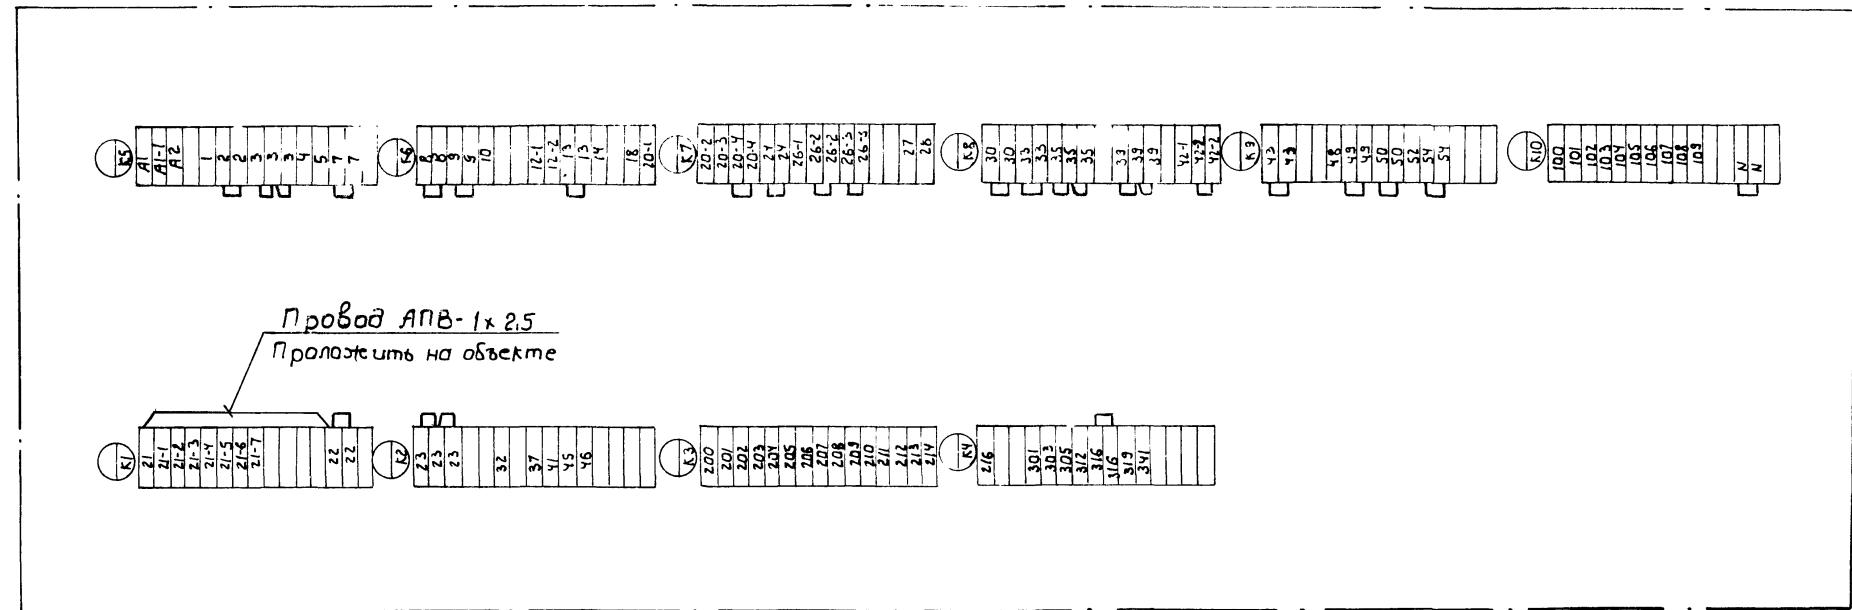 К5 А1 А1-1 А2 1 2 2 3 3 3 4 5 7 7
К6 8 8 9 9 10 12-1 12-2 13 13 14 18 20-1
К7 20-2 20-3 20-4 20-4 24 24 26-1 26-2 26-2 26-3 26-3 27 28
К8 30 30 33 33 35 35 35 39 39 39 42-1 42-2 42-2
К9 43 43 48 49 49 50 50 52 54 54
К10 100 101 102 103 104 105 106 107 108 109 N N
Провод АПВ-1х2.5
Проложить на объекте
К1 21 21-1 21-2 21-3 21-4 21-5 21-6 21-7 22 22
К2 23 23 23 32 37 41 45 46
К3 200 201 202 203 204 205 206 207 208 209 210 211 212 213 214
К4 216 301 303 305 312 316 316 319 341